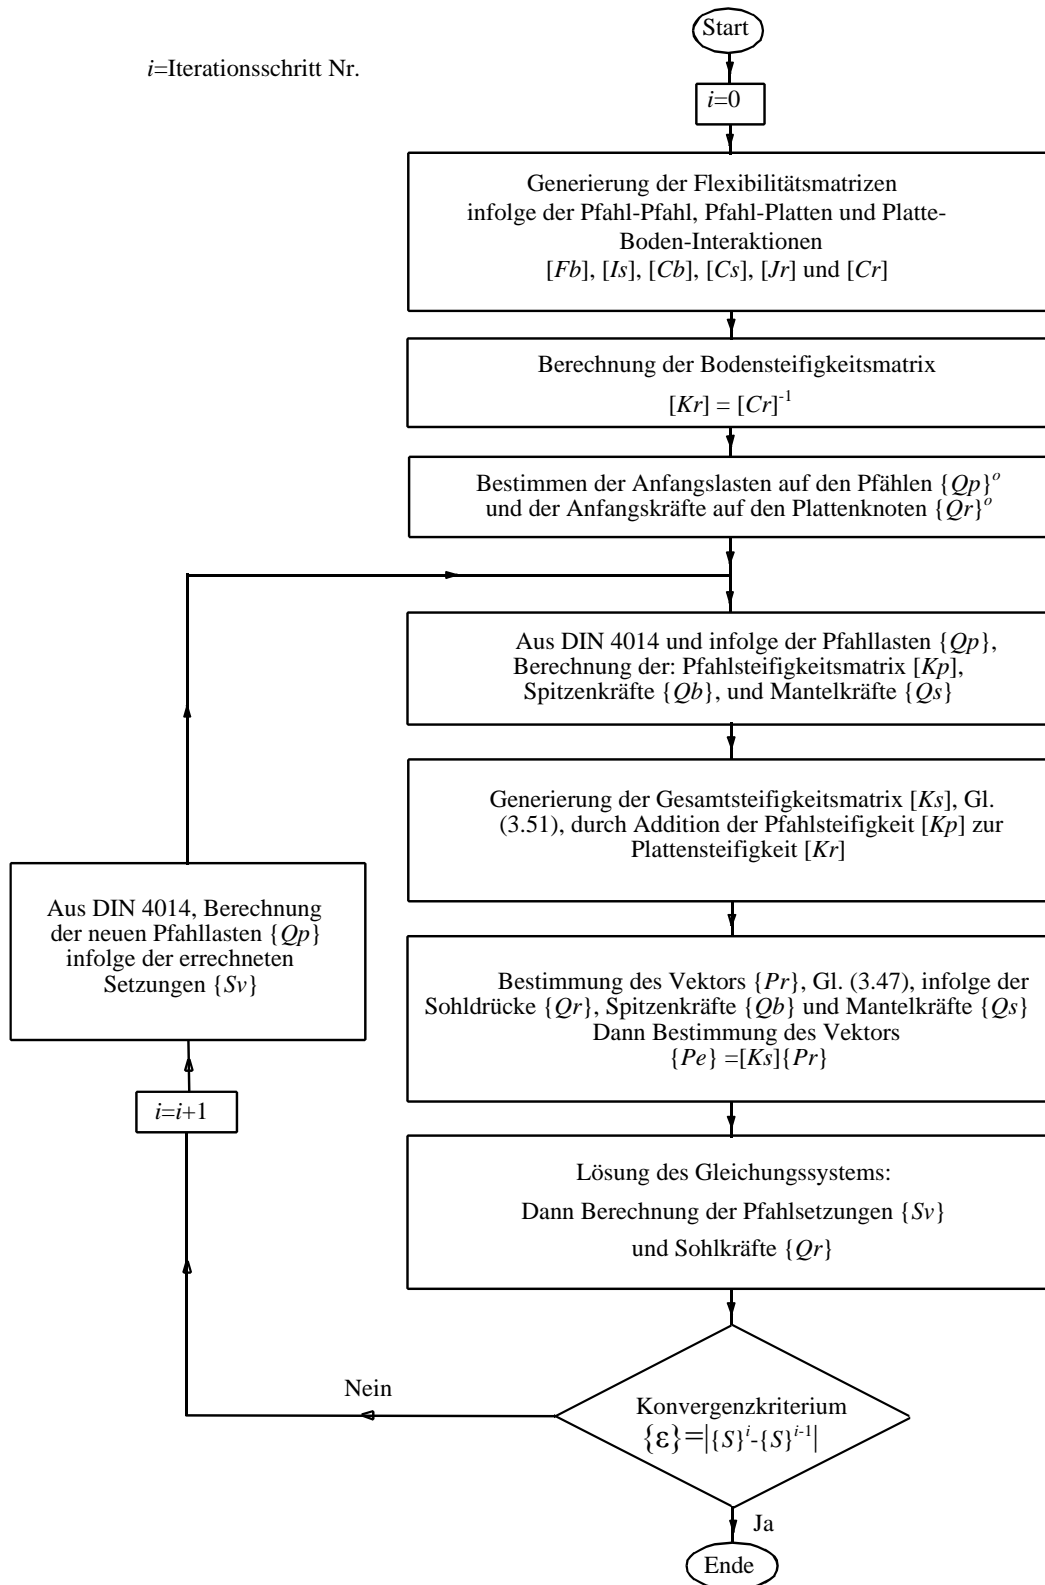 Start
i=Iterationsschritt Nr.
i=0
Generierung der Flexibilitätsmatrizen
infolge der Pfahl-Pfahl, Pfahl-Platten und Platte-
Boden-Interaktionen
[Fb], [Is], [Cb], [Cs], [Jr] und [Cr]
Berechnung der Bodensteifigkeitsmatrix
[Kr] = [Cr]⁻¹
Bestimmen der Anfangslasten auf den Pfählen {Qp}ᵒ
und der Anfangskräfte auf den Plattenknoten {Qr}ᵒ
Aus DIN 4014 und infolge der Pfahllasten {Qp},
Berechnung der: Pfahlsteifigkeitsmatrix [Kp],
Spitzenkräfte {Qb}, und Mantelkräfte {Qs}
Generierung der Gesamtsteifigkeitsmatrix [Ks], Gl.
(3.51), durch Addition der Pfahlsteifigkeit [Kp] zur
Plattensteifigkeit [Kr]
Aus DIN 4014, Berechnung
der neuen Pfahllasten {Qp}
infolge der errechneten
Setzungen {Sv}
Bestimmung des Vektors {Pr}, Gl. (3.47), infolge der
Sohldrücke {Qr}, Spitzenkräfte {Qb} und Mantelkräfte {Qs}
Dann Bestimmung des Vektors
{Pe} =[Ks]{Pr}
i=i+1
Lösung des Gleichungssystems:
Dann Berechnung der Pfahlsetzungen {Sv}
und Sohlkräfte {Qr}
Nein
Konvergenzkriterium
{ε}=|{S}ⁱ-{S}ⁱ⁻¹|
Ja
Ende